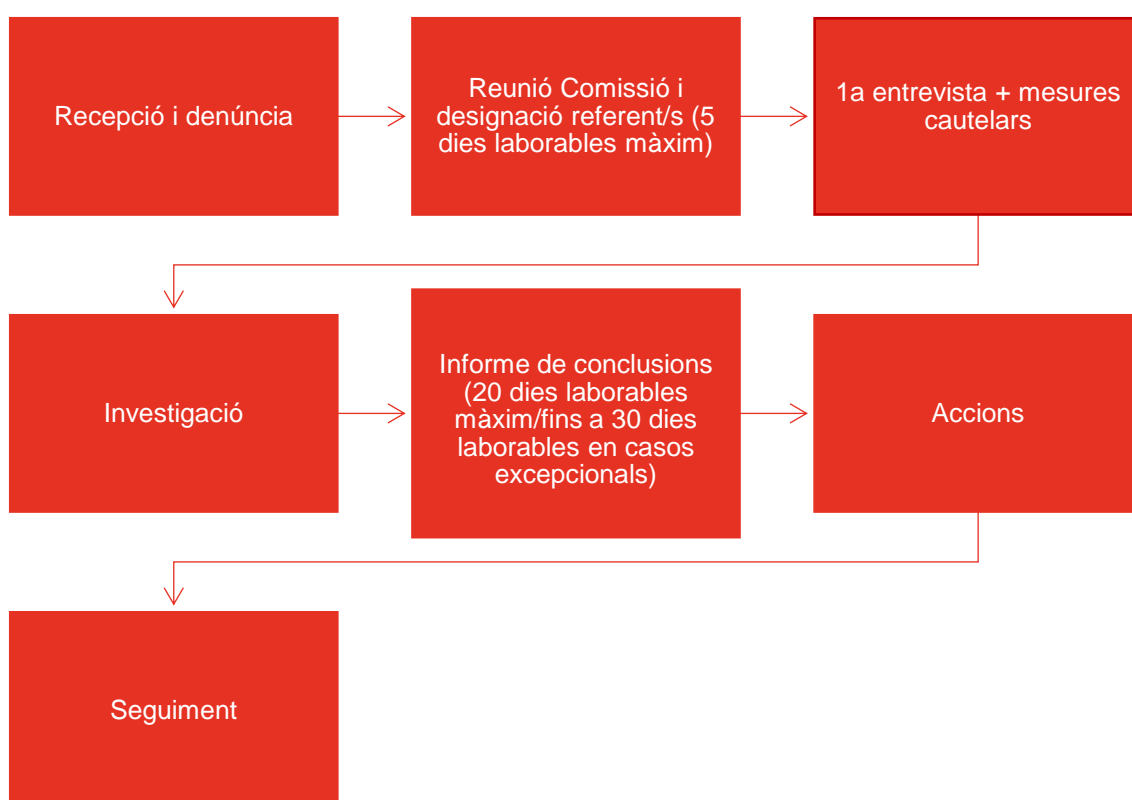 Recepció i denúncia
Reunió Comissió i
designació referent/s (5
dies laborables màxim)
1a entrevista + mesures
cautelars
Investigació
Informe de conclusions
(20 dies laborables
màxim/fins a 30 dies
laborables en casos
excepcionals)
Accions
Seguiment